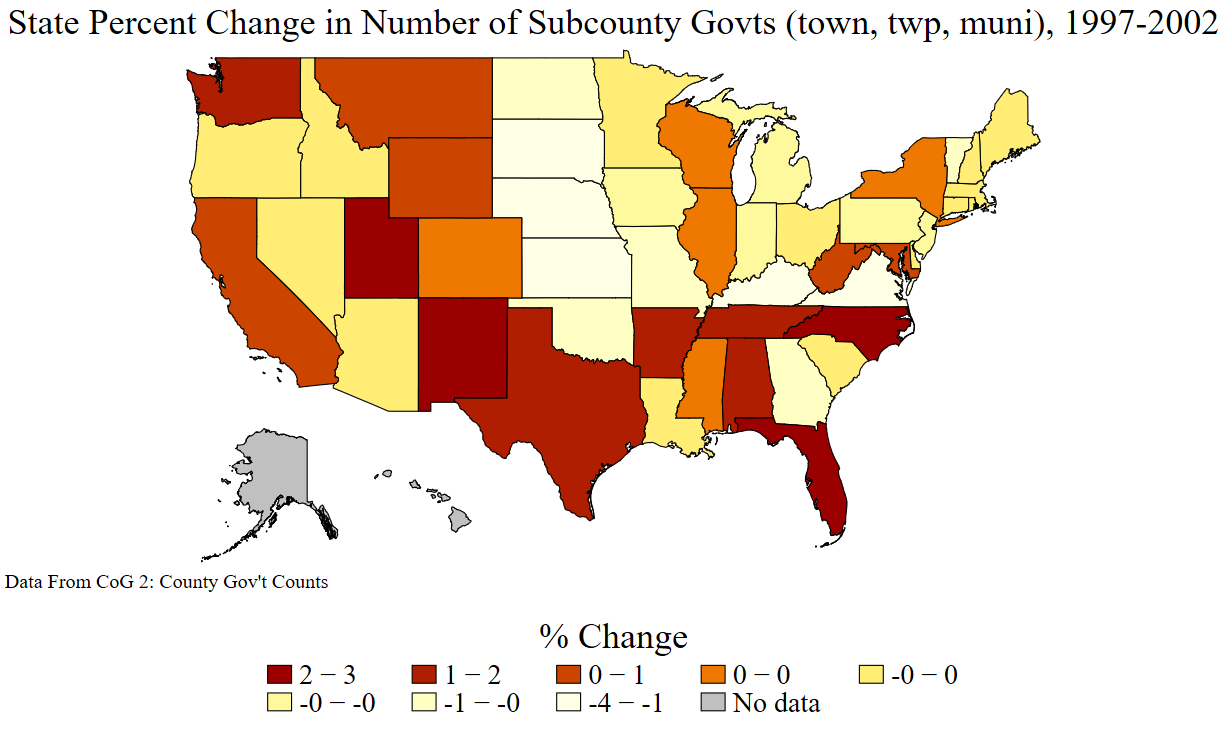 State Percent Change in Number of Subcounty Govts (town, twp, muni), 1997-2002
Data From CoG 2: County Gov't Counts
% Change
2 − 3 1 − 2 0 − 1 0 − 0 -0 − 0
-0 − -0 -1 − -0 -4 − -1 No data